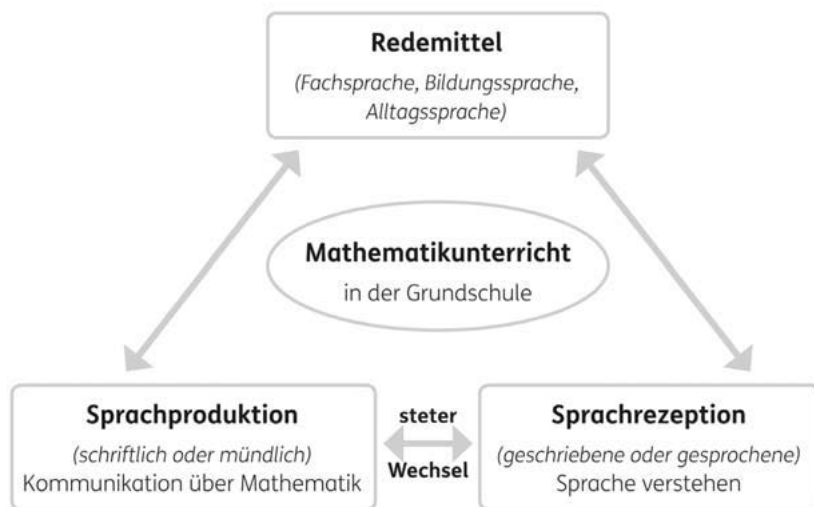 Redemittel
(Fachsprache, Bildungssprache,
Alltagssprache)
Mathematikunterricht
in der Grundschule
Sprachproduktion
(schriftlich oder mündlich)
Kommunikation über Mathematik
steter
Wechsel
Sprachrezeption
(geschriebene oder gesprochene)
Sprache verstehen